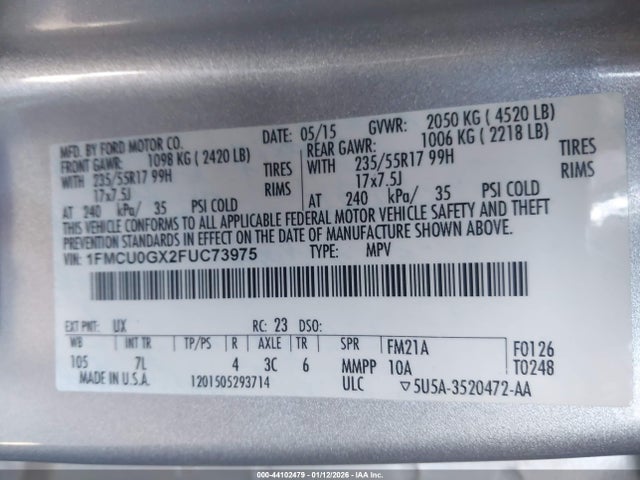 MFD. BY FORD MOTOR CO. DATE: 05/15 GVWR: 2050 KG ( 4520 LB)
FRONT GAWR: 1098 KG ( 2420 LB) REAR GAWR: 1006 KG ( 2218 LB)
WITH 235/55R17 99H TIRES WITH 235/55R17 99H TIRES
17x7.5J RIMS 17x7.5J RIMS
AT 240 kPa/ 35 PSI COLD AT 240 kPa/ 35 PSI COLD
THIS VEHICLE CONFORMS TO ALL APPLICABLE FEDERAL MOTOR VEHICLE SAFETY AND THEFT
PREVENTION STANDARDS IN EFFECT ON THE DATE OF MANUFACTURE SHOWN ABOVE.
VIN: 1FMCU0GX2FUC73975 TYPE: MPV
EXT PNT: UX RC: 23 DSO:
WB INT TR TP/PS R AXLE TR SPR FM21A F0126
105 7L 4 3C 6 MMPP 10A T0248
MADE IN U.S.A. 1201505293714 ULC ▽5U5A-3520472-AA
000-44102479 - 01/12/2026 - IAA Inc.